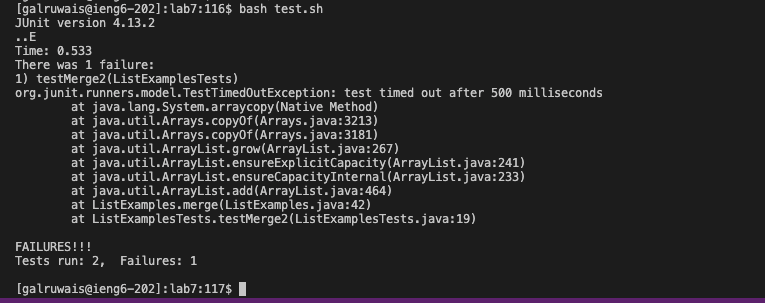 [galruwais@ieng6-202]:lab7:116$ bash test.sh
JUnit version 4.13.2
..E
Time: 0.533
There was 1 failure:
1) testMerge2(ListExamplesTests)
org.junit.runners.model.TestTimedOutException: test timed out after 500 milliseconds
        at java.lang.System.arraycopy(Native Method)
        at java.util.Arrays.copyOf(Arrays.java:3213)
        at java.util.Arrays.copyOf(Arrays.java:3181)
        at java.util.ArrayList.grow(ArrayList.java:267)
        at java.util.ArrayList.ensureExplicitCapacity(ArrayList.java:241)
        at java.util.ArrayList.ensureCapacityInternal(ArrayList.java:233)
        at java.util.ArrayList.add(ArrayList.java:464)
        at ListExamples.merge(ListExamples.java:42)
        at ListExamplesTests.testMerge2(ListExamplesTests.java:19)
FAILURES!!!
Tests run: 2,  Failures: 1
[galruwais@ieng6-202]:lab7:117$